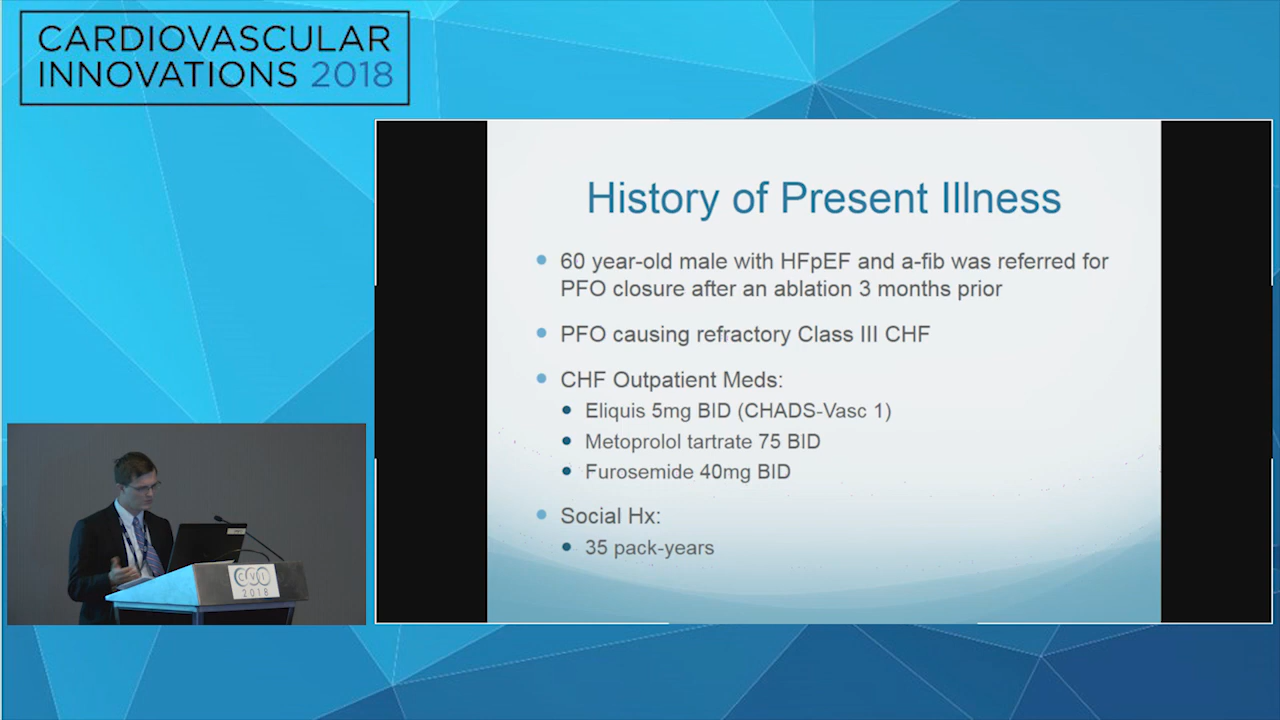 CARDIOVASCULAR
INNOVATIONS 2018
History of Present Illness
60 year-old male with HFpEF and a-fib was referred for
PFO closure after an ablation 3 months prior
PFO causing refractory Class III CHF
CHF Outpatient Meds:
Eliquis 5mg BID (CHADS-Vasc 1)
Metoprolol tartrate 75 BID
Furosemide 40mg BID
Social Hx:
35 pack-years
CVI
2018